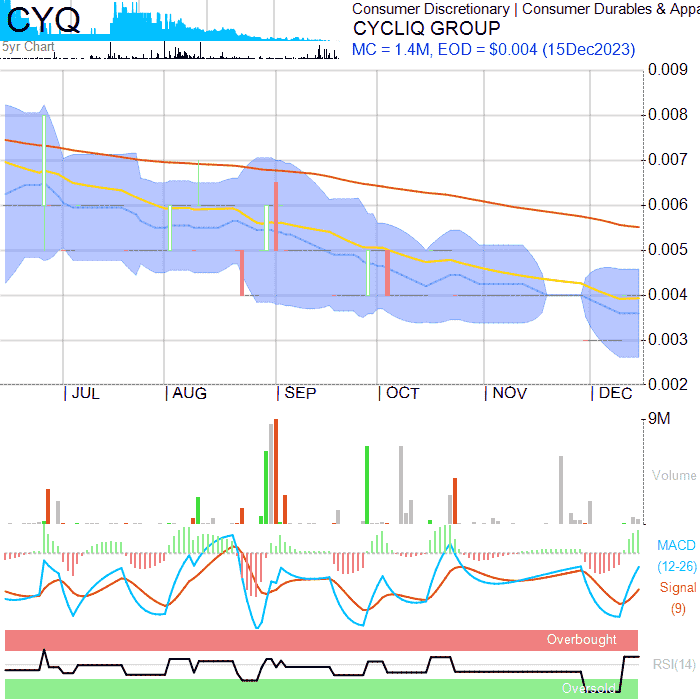 CYQ
5yr Chart
Consumer Discretionary | Consumer Durables & Appa
CYCLIQ GROUP
MC = 1.4M, EOD = $0.004 (15Dec2023)
0.009
0.008
0.007
0.006
0.005
0.004
0.003
0.002
JUL AUG SEP OCT NOV DEC
9M
Volume
MACD
(12-26)
Signal
(9)
Overbought
RSI(14)
Oversold